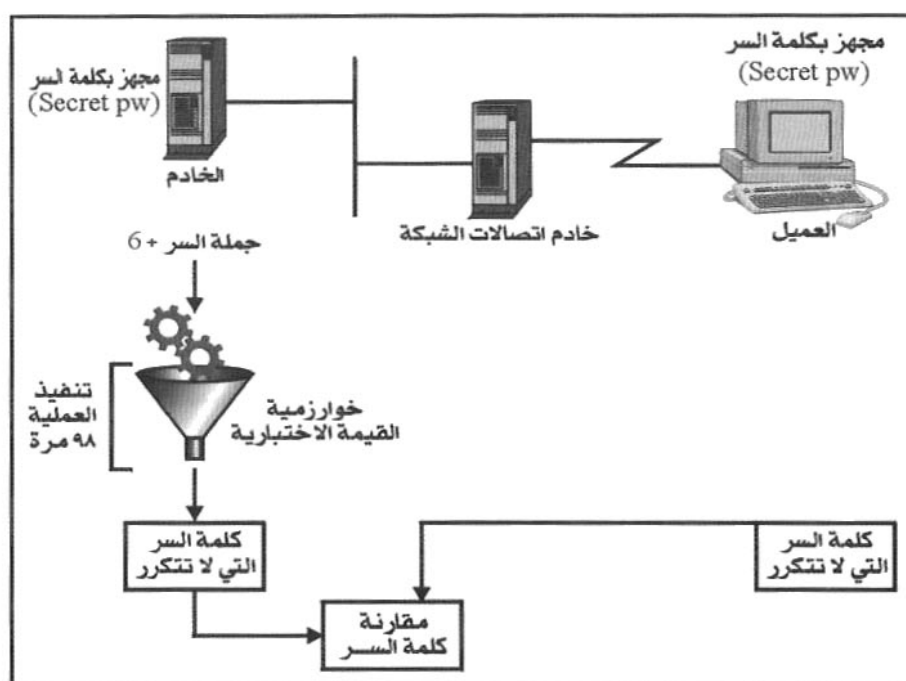 مجهز بكلمة السر
(Secret pw)
مجهز بكلمة السر
(Secret pw)
الخادم
خادم اتصالات الشبكة
العميل
جملة السر + 6
تنفيذ
العملية
٩٨ مرة
خوارزمية
القيمة الاختبارية
كلمة السر
التي لا تتكرر
كلمة السر
التي لا تتكرر
مقارنة
كلمة الســر